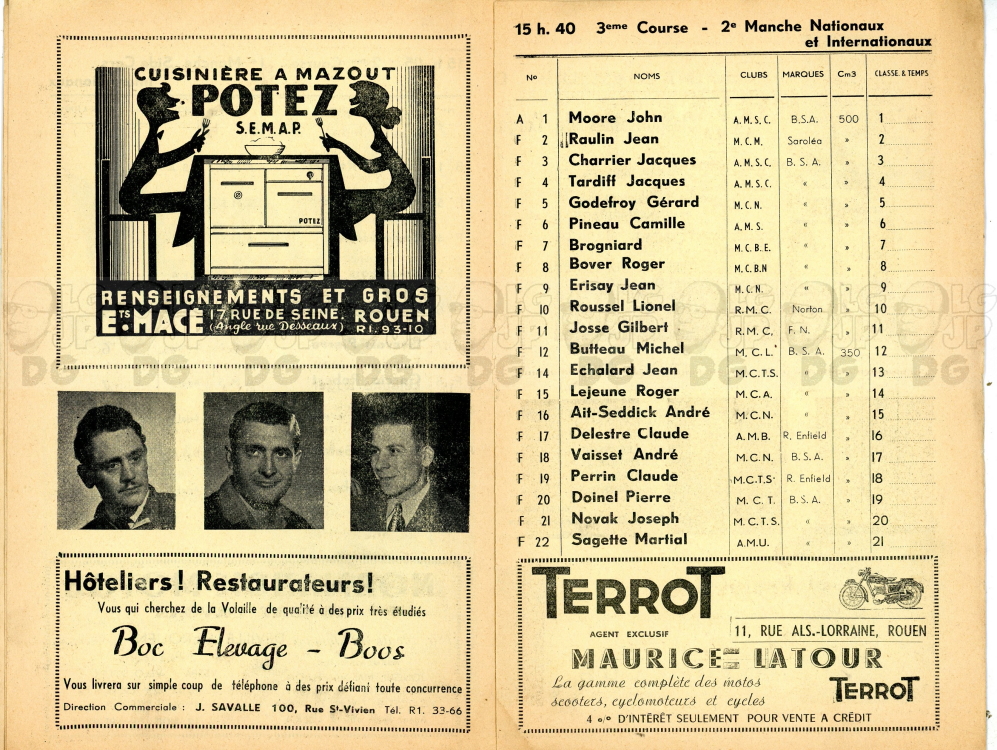 CUISINIÈRE A MAZOUT
POTEZ
S.E.M.A.P.
POTEZ
RENSEIGNEMENTS ET GROS
Ets MACÉ 17, RUE DE SEINE. ROUEN
(Angle rue Desseaux) RI. 93-10
Hôteliers ! Restaurateurs !
Vous qui cherchez de la Volaille de qualité à des prix très étudiés
Boc Elevage - Boos
Vous livrera sur simple coup de téléphone à des prix défiant toute concurrence
Direction Commerciale : J. SAVALLE 100, Rue St-Vivien Tél. R1. 33-66
15 h. 40 3eme Course - 2e Manche Nationaux
et Internationaux
No NOMS CLUBS MARQUES Cm3 CLASSE. & TEMPS
A 1 Moore John A.M.S.C. B.S.A. 500 1
F 2 Raulin Jean M.C.M. Saroléa » 2
F 3 Charrier Jacques A.M.S.C. B.S.A. » 3
F 4 Tardiff Jacques A.M.S.C. « » 4
F 5 Godefroy Gérard M.C.N. « » 5
F 6 Pineau Camille A.M.S. « » 6
F 7 Brogniard M.C.B.E. « » 7
F 8 Bover Roger M.C.B.N « » 8
F 9 Erisay Jean M.C.N. « » 9
F 10 Roussel Lionel R.M.C. Norton » 10
F 11 Josse Gilbert R.M.C, F.N. » 11
F 12 Butteau Michel M.C.L. B.S.A. 350 12
F 14 Echalard Jean M.C.T.S. « » 13
F 15 Lejeune Roger M.C.A. « » 14
F 16 Ait-Seddick André M.C.N. « » 15
F 17 Delestre Claude A.M.B. R. Enfield » 16
F 18 Vaisset André M.C.N. B.S.A. » 17
F 19 Perrin Claude M.C.T.S. R. Enfield » 18
F 20 Doinel Pierre M.C.T. B.S.A. » 19
F 21 Novak Joseph M.C.T.S. « » 20
F 22 Sagette Martial A.M.U. « » 21
TERROT
AGENT EXCLUSIF 11, RUE ALS.-LORRAINE, ROUEN
MAURICE LATOUR
La gamme complète des motos
scooters, cyclomoteurs et cycles
TERROT
4 o/o D'INTÉRÊT SEULEMENT POUR VENTE A CRÉDIT